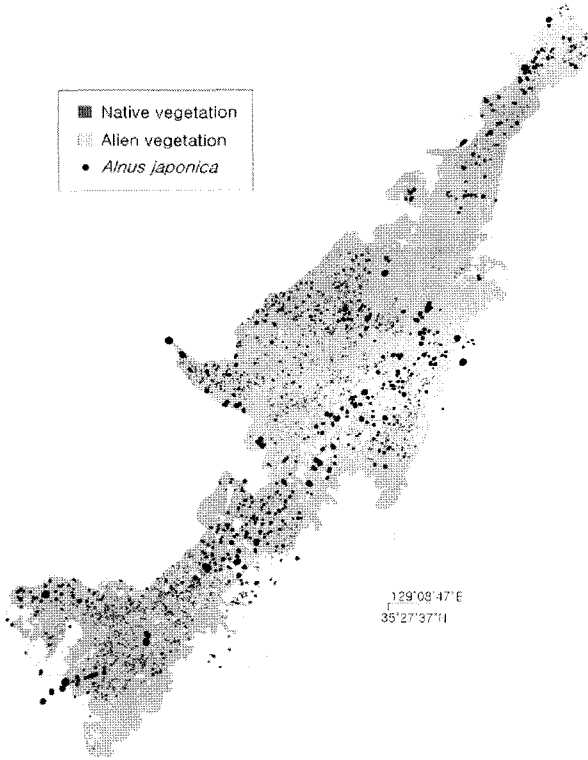 Native vegetation
Alien vegetation
Alnus japonica
129°08'47"E
35°27'37"N